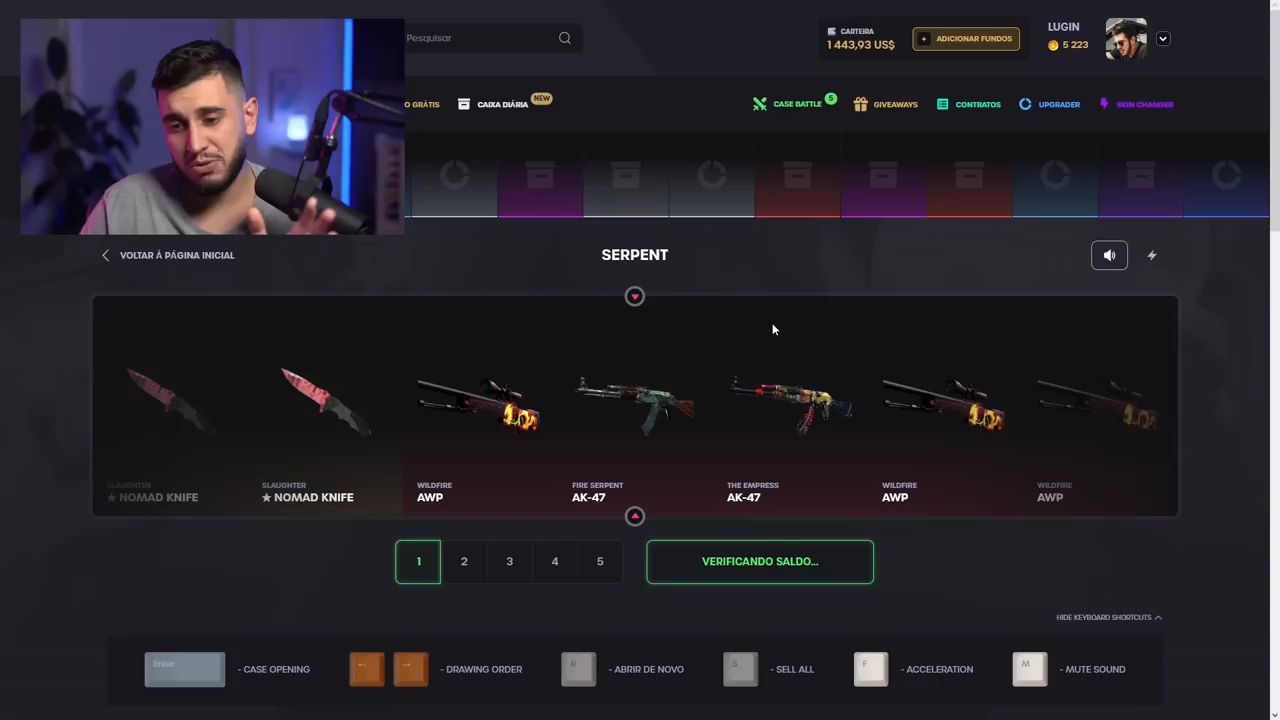 Pesquisar
CARTEIRA
1 443,93 US$
+ ADICIONAR FUNDOS
LUGIN
5 223
O GRÁTIS
CAIXA DIÁRIA
NEW
CASE BATTLE
5
GIVEAWAYS
CONTRATOS
UPGRADER
SKIN CHANGER
VOLTAR À PÁGINA INICIAL
SERPENT
SLAUGHTER
★ NOMAD KNIFE
SLAUGHTER
★ NOMAD KNIFE
WILDFIRE
AWP
FIRE SERPENT
AK-47
THE EMPRESS
AK-47
WILDFIRE
AWP
WILDFIRE
AWP
1 2 3 4 5
VERIFICANDO SALDO...
HIDE KEYBOARD SHORTCUTS
Enter - CASE OPENING
← → - DRAWING ORDER
R - ABRIR DE NOVO
S - SELL ALL
F - ACCELERATION
M - MUTE SOUND